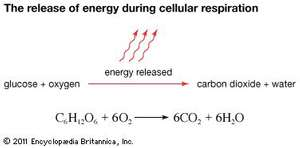 The release of energy during cellular respiration
energy released
glucose + oxygen → carbon dioxide + water
C₆H₁₂O₆ + 6O₂ → 6CO₂ + 6H₂O
© 2011 Encyclopædia Britannica, Inc.